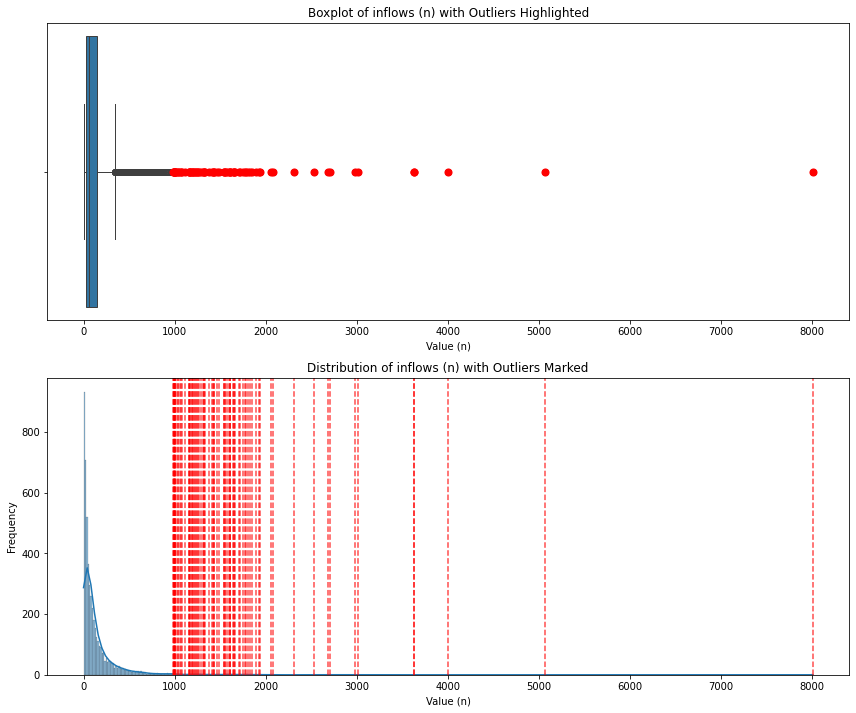 Boxplot of inflows (n) with Outliers Highlighted
0 1000 2000 3000 4000 5000 6000 7000 8000
Value (n)
Distribution of inflows (n) with Outliers Marked
800
600
400
200
0
Frequency
0 1000 2000 3000 4000 5000 6000 7000 8000
Value (n)